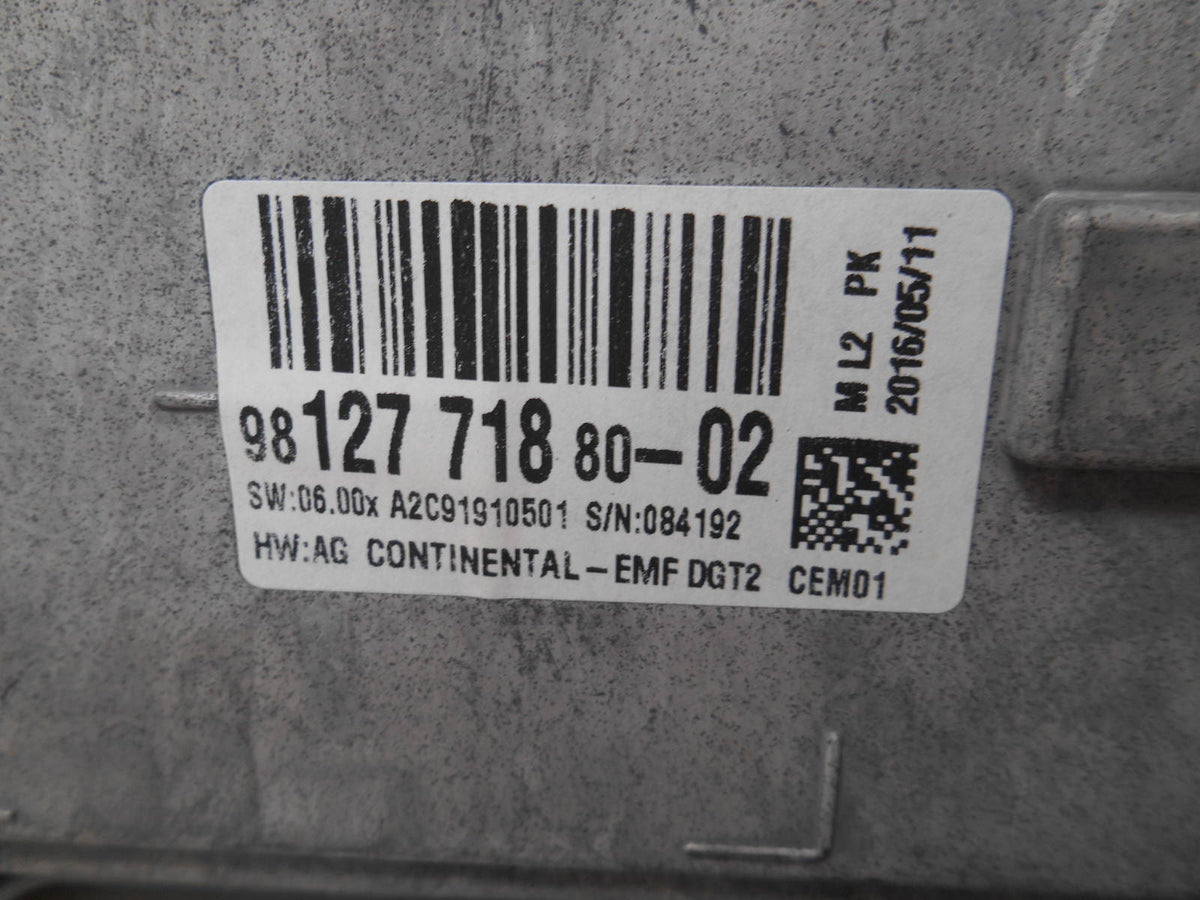 98 127 718 80-02
SW:06.00x A2C91910501 S/N:084192
HW:AG CONTINENTAL-EMF DGT2 CEM01
ML2 PK
2016/05/11